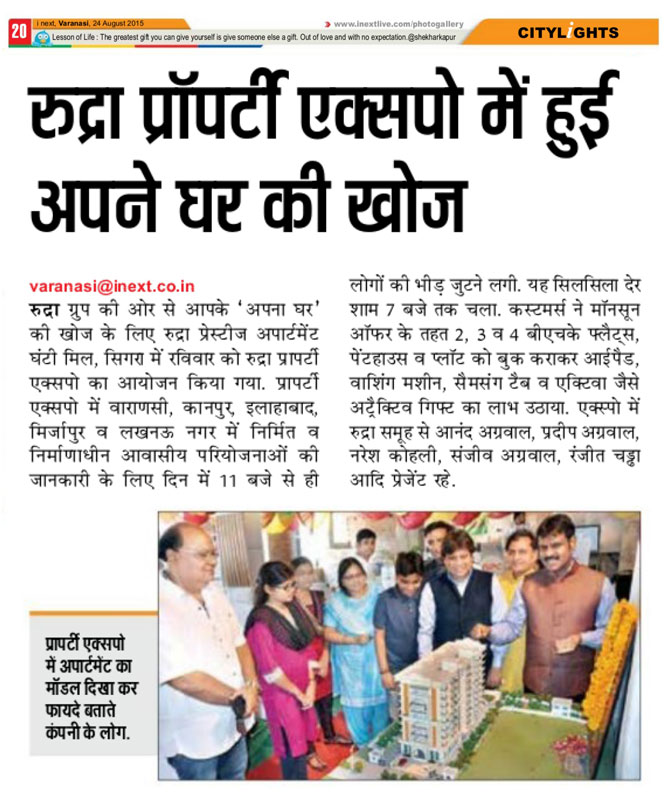 20
i next, Varanasi, 24 August 2015
www.inextlive.com/photogallery
Lesson of Life : The greatest gift you can give yourself is give someone else a gift. Out of love and with no expectation.@shekharkapur
CITYLiGHTS
रुद्रा प्रॉपर्टी एक्सपो में हुई
अपने घर की खोज
varanasi@inext.co.in
रुद्रा ग्रुप की ओर से आपके ‘अपना घर’
की खोज के लिए रुद्रा प्रेस्टीज अपार्टमेंट
घंटी मिल, सिगरा में रविवार को रुद्रा प्रापर्टी
एक्सपो का आयोजन किया गया. प्रापर्टी
एक्सपो में वाराणसी, कानपुर, इलाहाबाद,
मिर्जापुर व लखनऊ नगर में निर्मित व
निर्माणाधीन आवासीय परियोजनाओं की
जानकारी के लिए दिन में 11 बजे से ही
लोगों की भीड़ जुटने लगी. यह सिलसिला देर
शाम 7 बजे तक चला. कस्टमर्स ने मॉनसून
ऑफर के तहत 2, 3 व 4 बीएचके फ्लैट्स,
पेंटहाउस व प्लॉट को बुक कराकर आईपैड,
वाशिंग मशीन, सैमसंग टैब व एक्टिवा जैसे
अट्रैक्टिव गिफ्ट का लाभ उठाया. एक्स्पो में
रुद्रा समूह से आनंद अग्रवाल, प्रदीप अग्रवाल,
नरेश कोहली, संजीव अग्रवाल, रंजीत चड्ढा
आदि प्रेजेंट रहे.
प्रापर्टी एक्सपो
में अपार्टमेंट का
मॉडल दिखा कर
फायदे बताते
कंपनी के लोग.